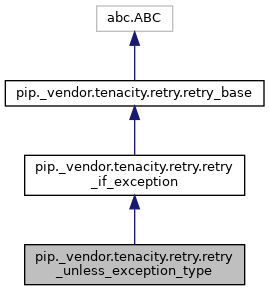 abc.ABC
pip._vendor.tenacity.retry.retry_base
pip._vendor.tenacity.retry.retry
_if_exception
pip._vendor.tenacity.retry.retry
_unless_exception_type